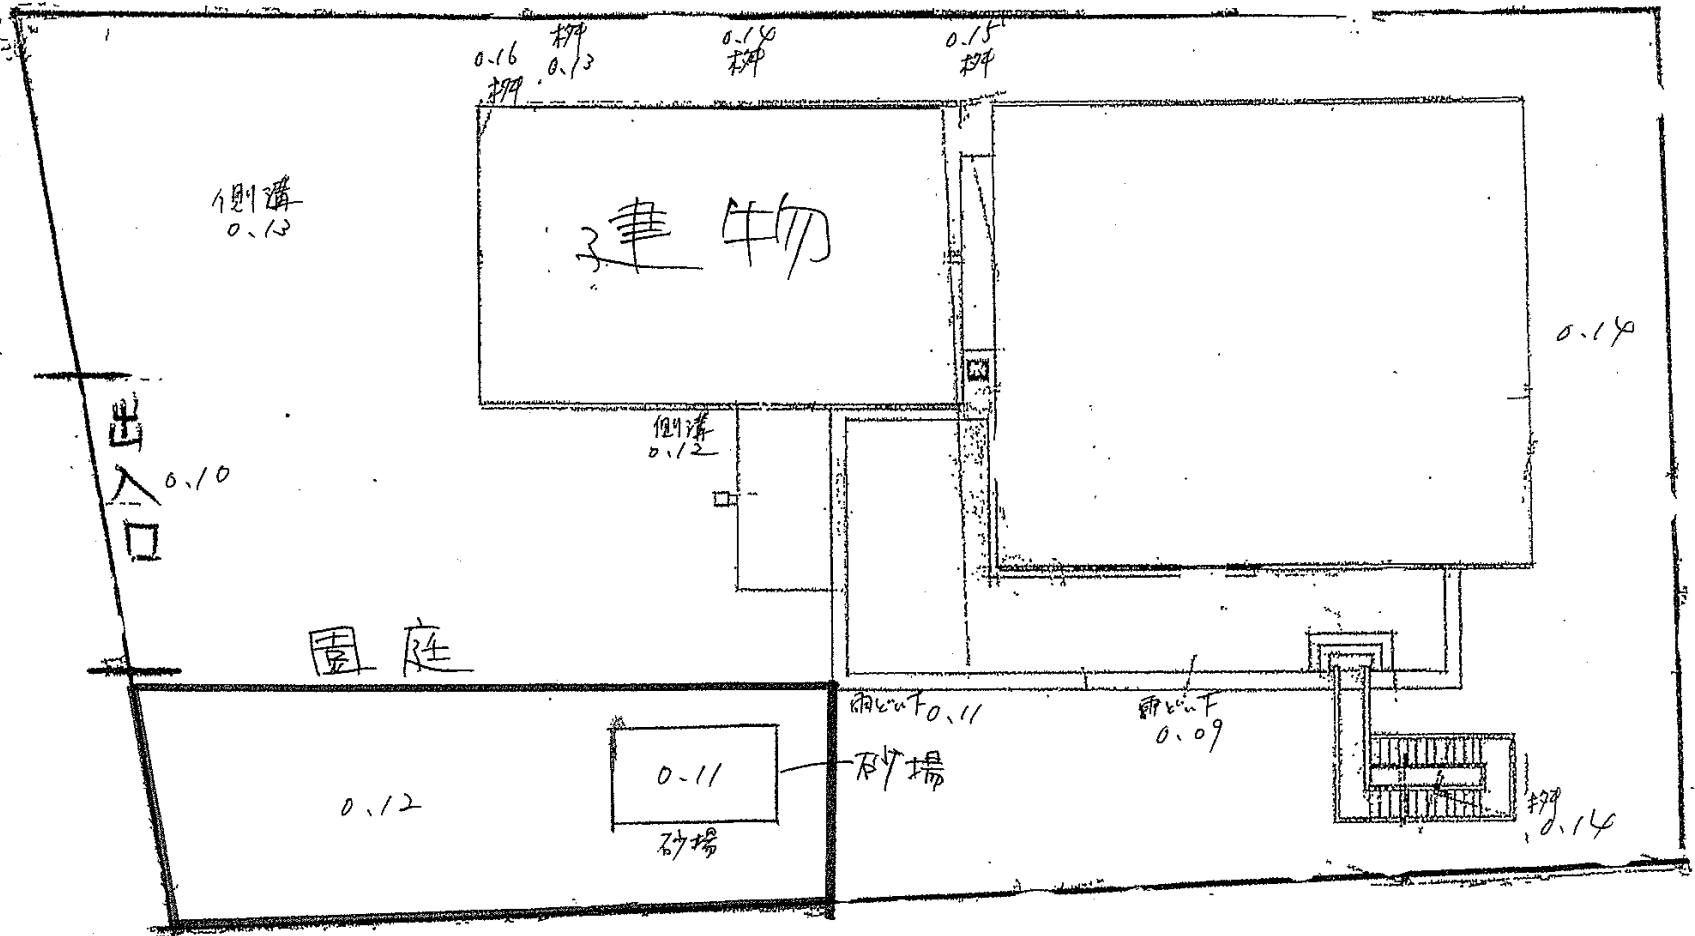 0.16
桝
桝
0.13
0.14
桝
0.15
桝
側溝
0.13
建物
0.14
出入口
0.10
側溝
0.12
園庭
雨どい下 0.11
雨どい下
0.09
0.12
0.11
砂場
砂場
桝
0.14